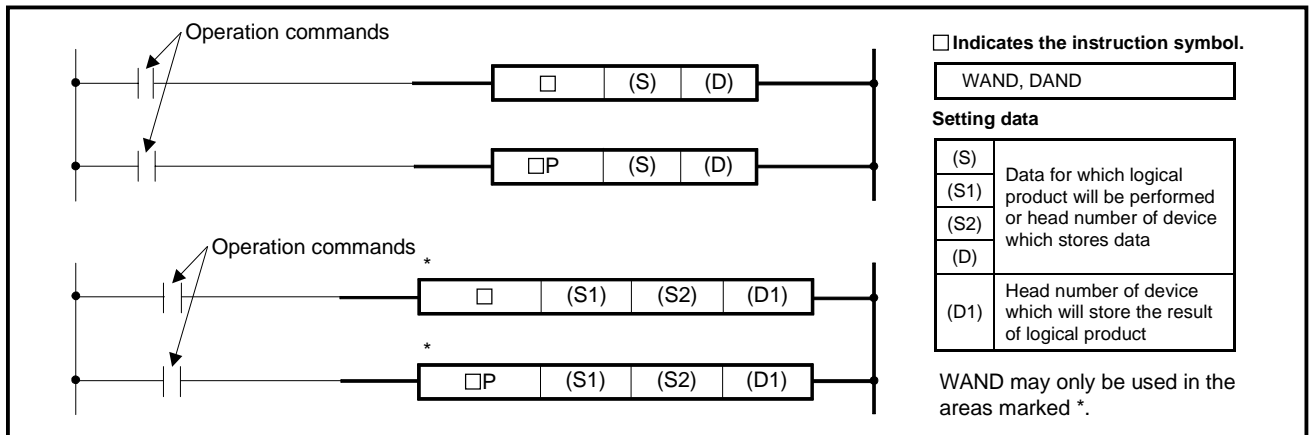 Operation commands
□ (S) (D)
□P (S) (D)
Operation commands
*
□ (S1) (S2) (D1)
*
□P (S1) (S2) (D1)
□ Indicates the instruction symbol.
WAND, DAND
Setting data
(S)
(S1)
(S2)
(D)
Data for which logical
product will be performed
or head number of device
which stores data
(D1)
Head number of device
which will store the result
of logical product
WAND may only be used in the
areas marked *.